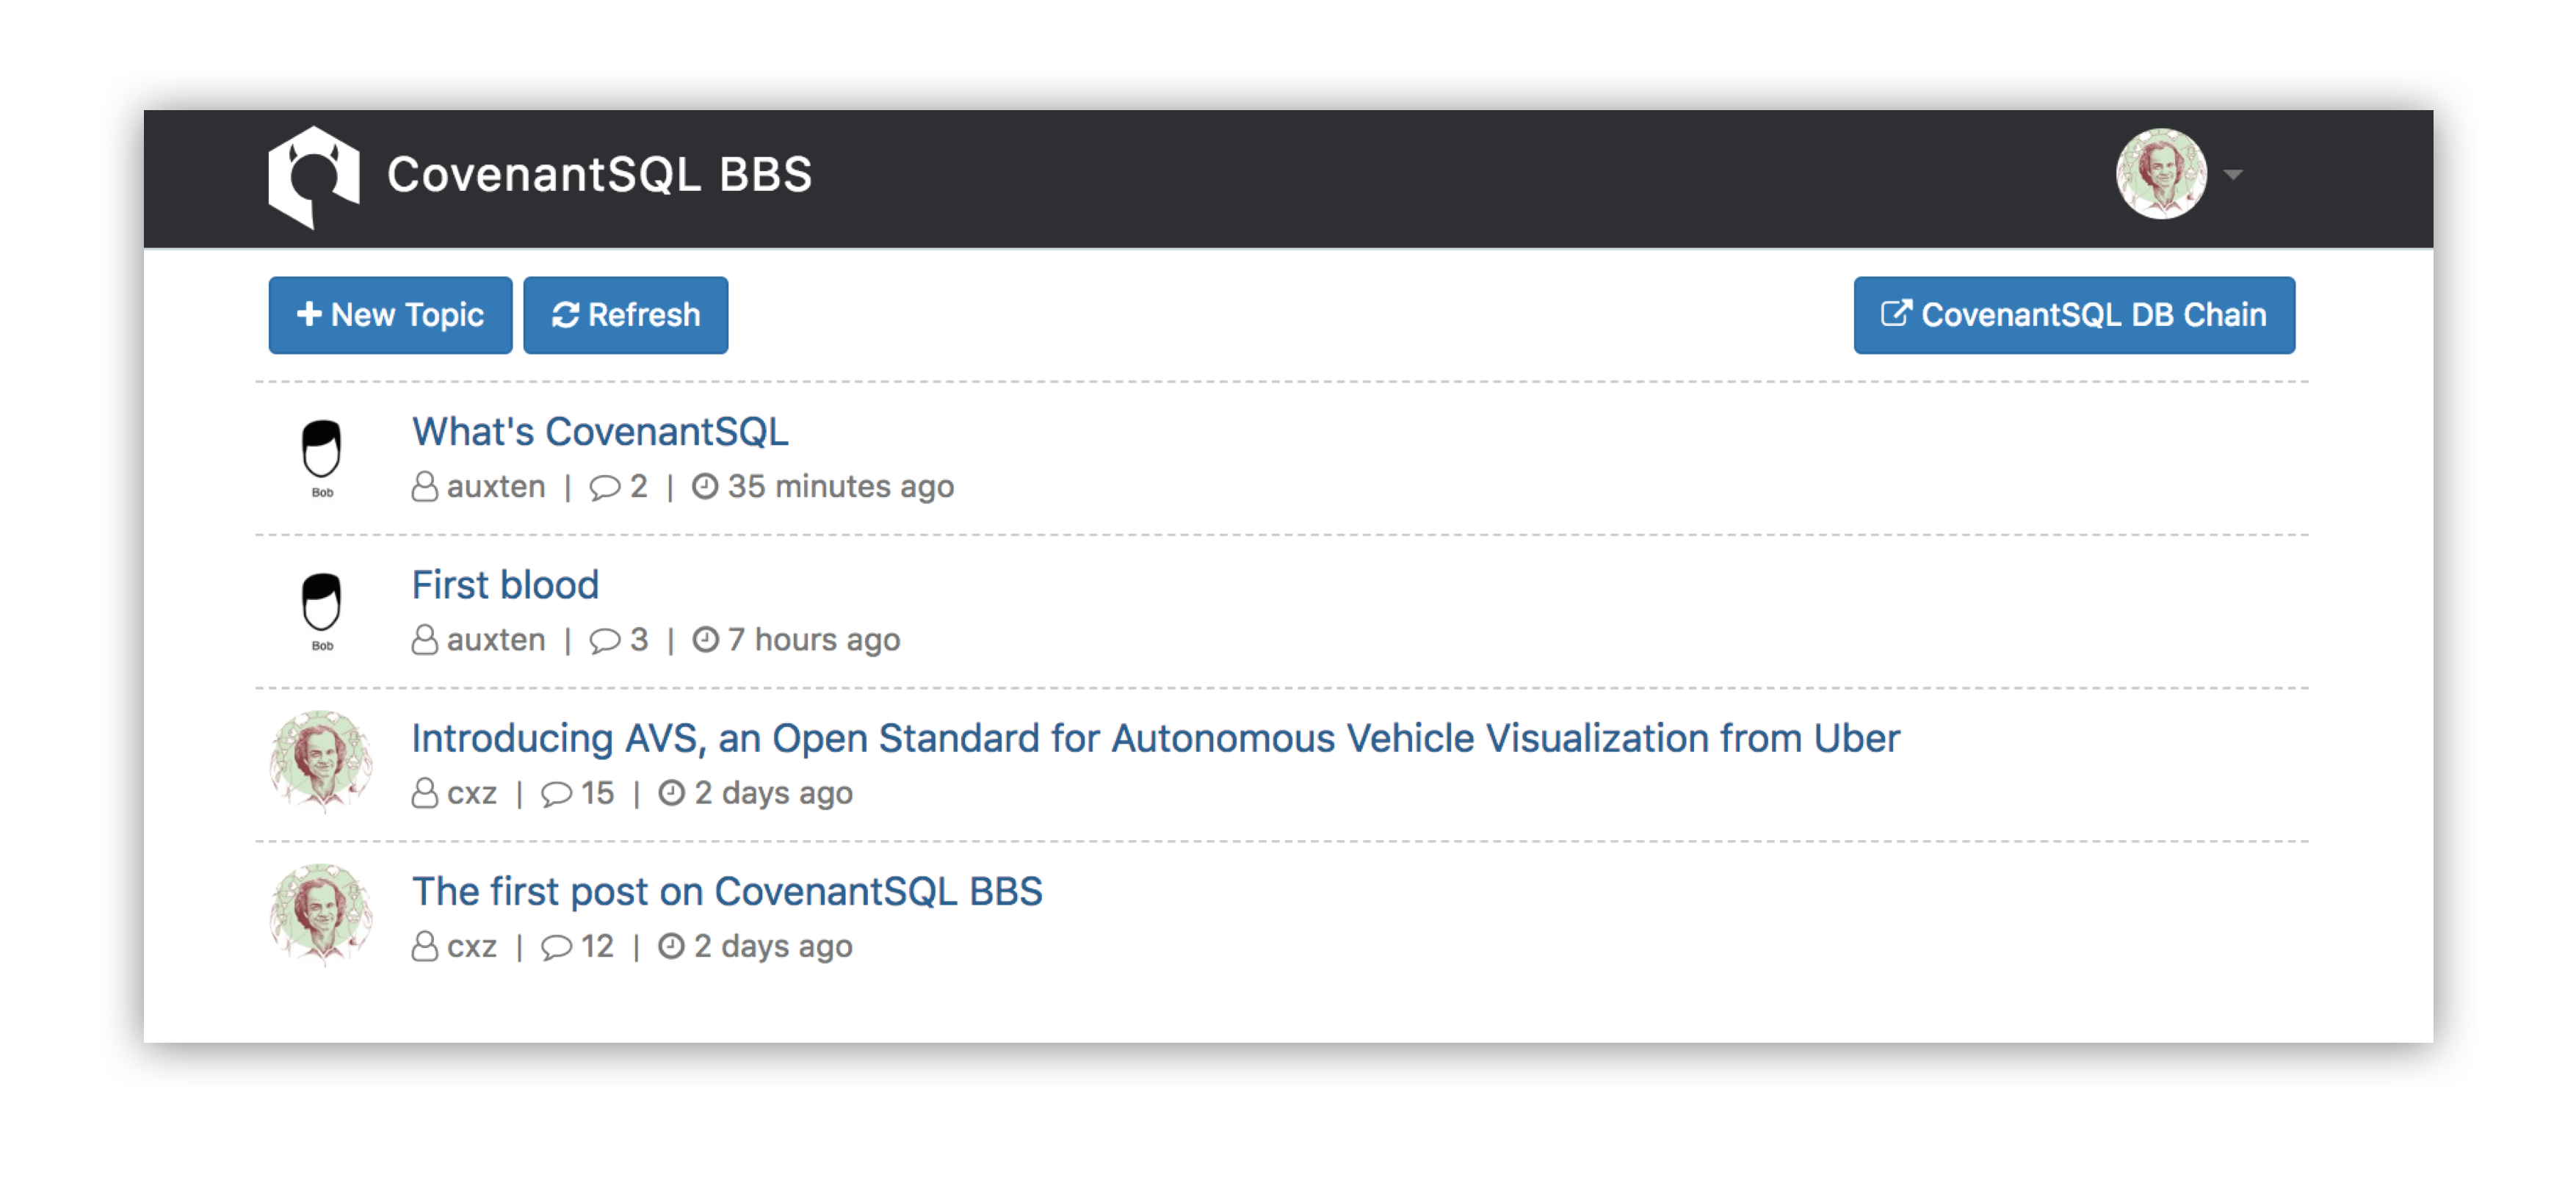 CovenantSQL BBS
New Topic Refresh CovenantSQL DB Chain
What's CovenantSQL
Bob
auxten | 2 | 35 minutes ago
First blood
Bob
auxten | 3 | 7 hours ago
Introducing AVS, an Open Standard for Autonomous Vehicle Visualization from Uber
cxz | 15 | 2 days ago
The first post on CovenantSQL BBS
cxz | 12 | 2 days ago